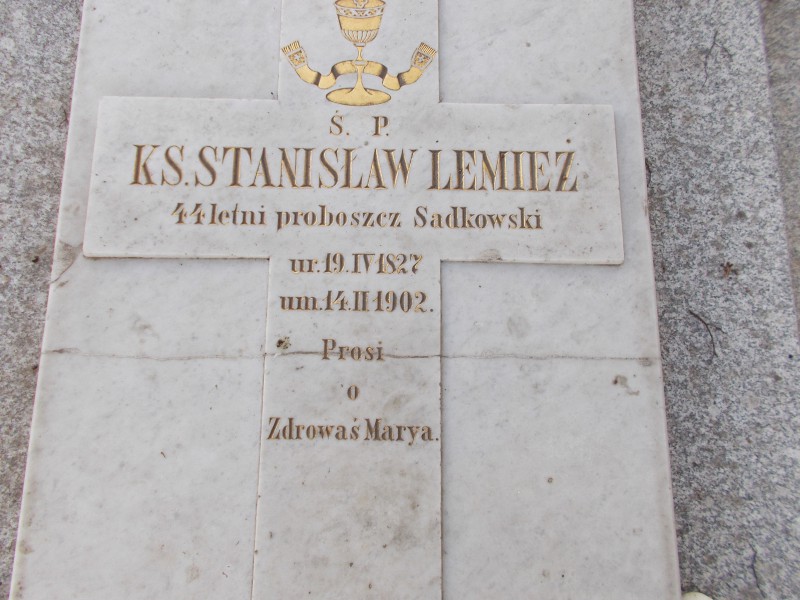 Ś. P.
KS. STANISŁAW LEMIEŻ
44 letni proboszcz Sadkowski
ur. 19. IV 1827
um. 14. II 1902.
Prosi
o
Zdrowaś Marya.